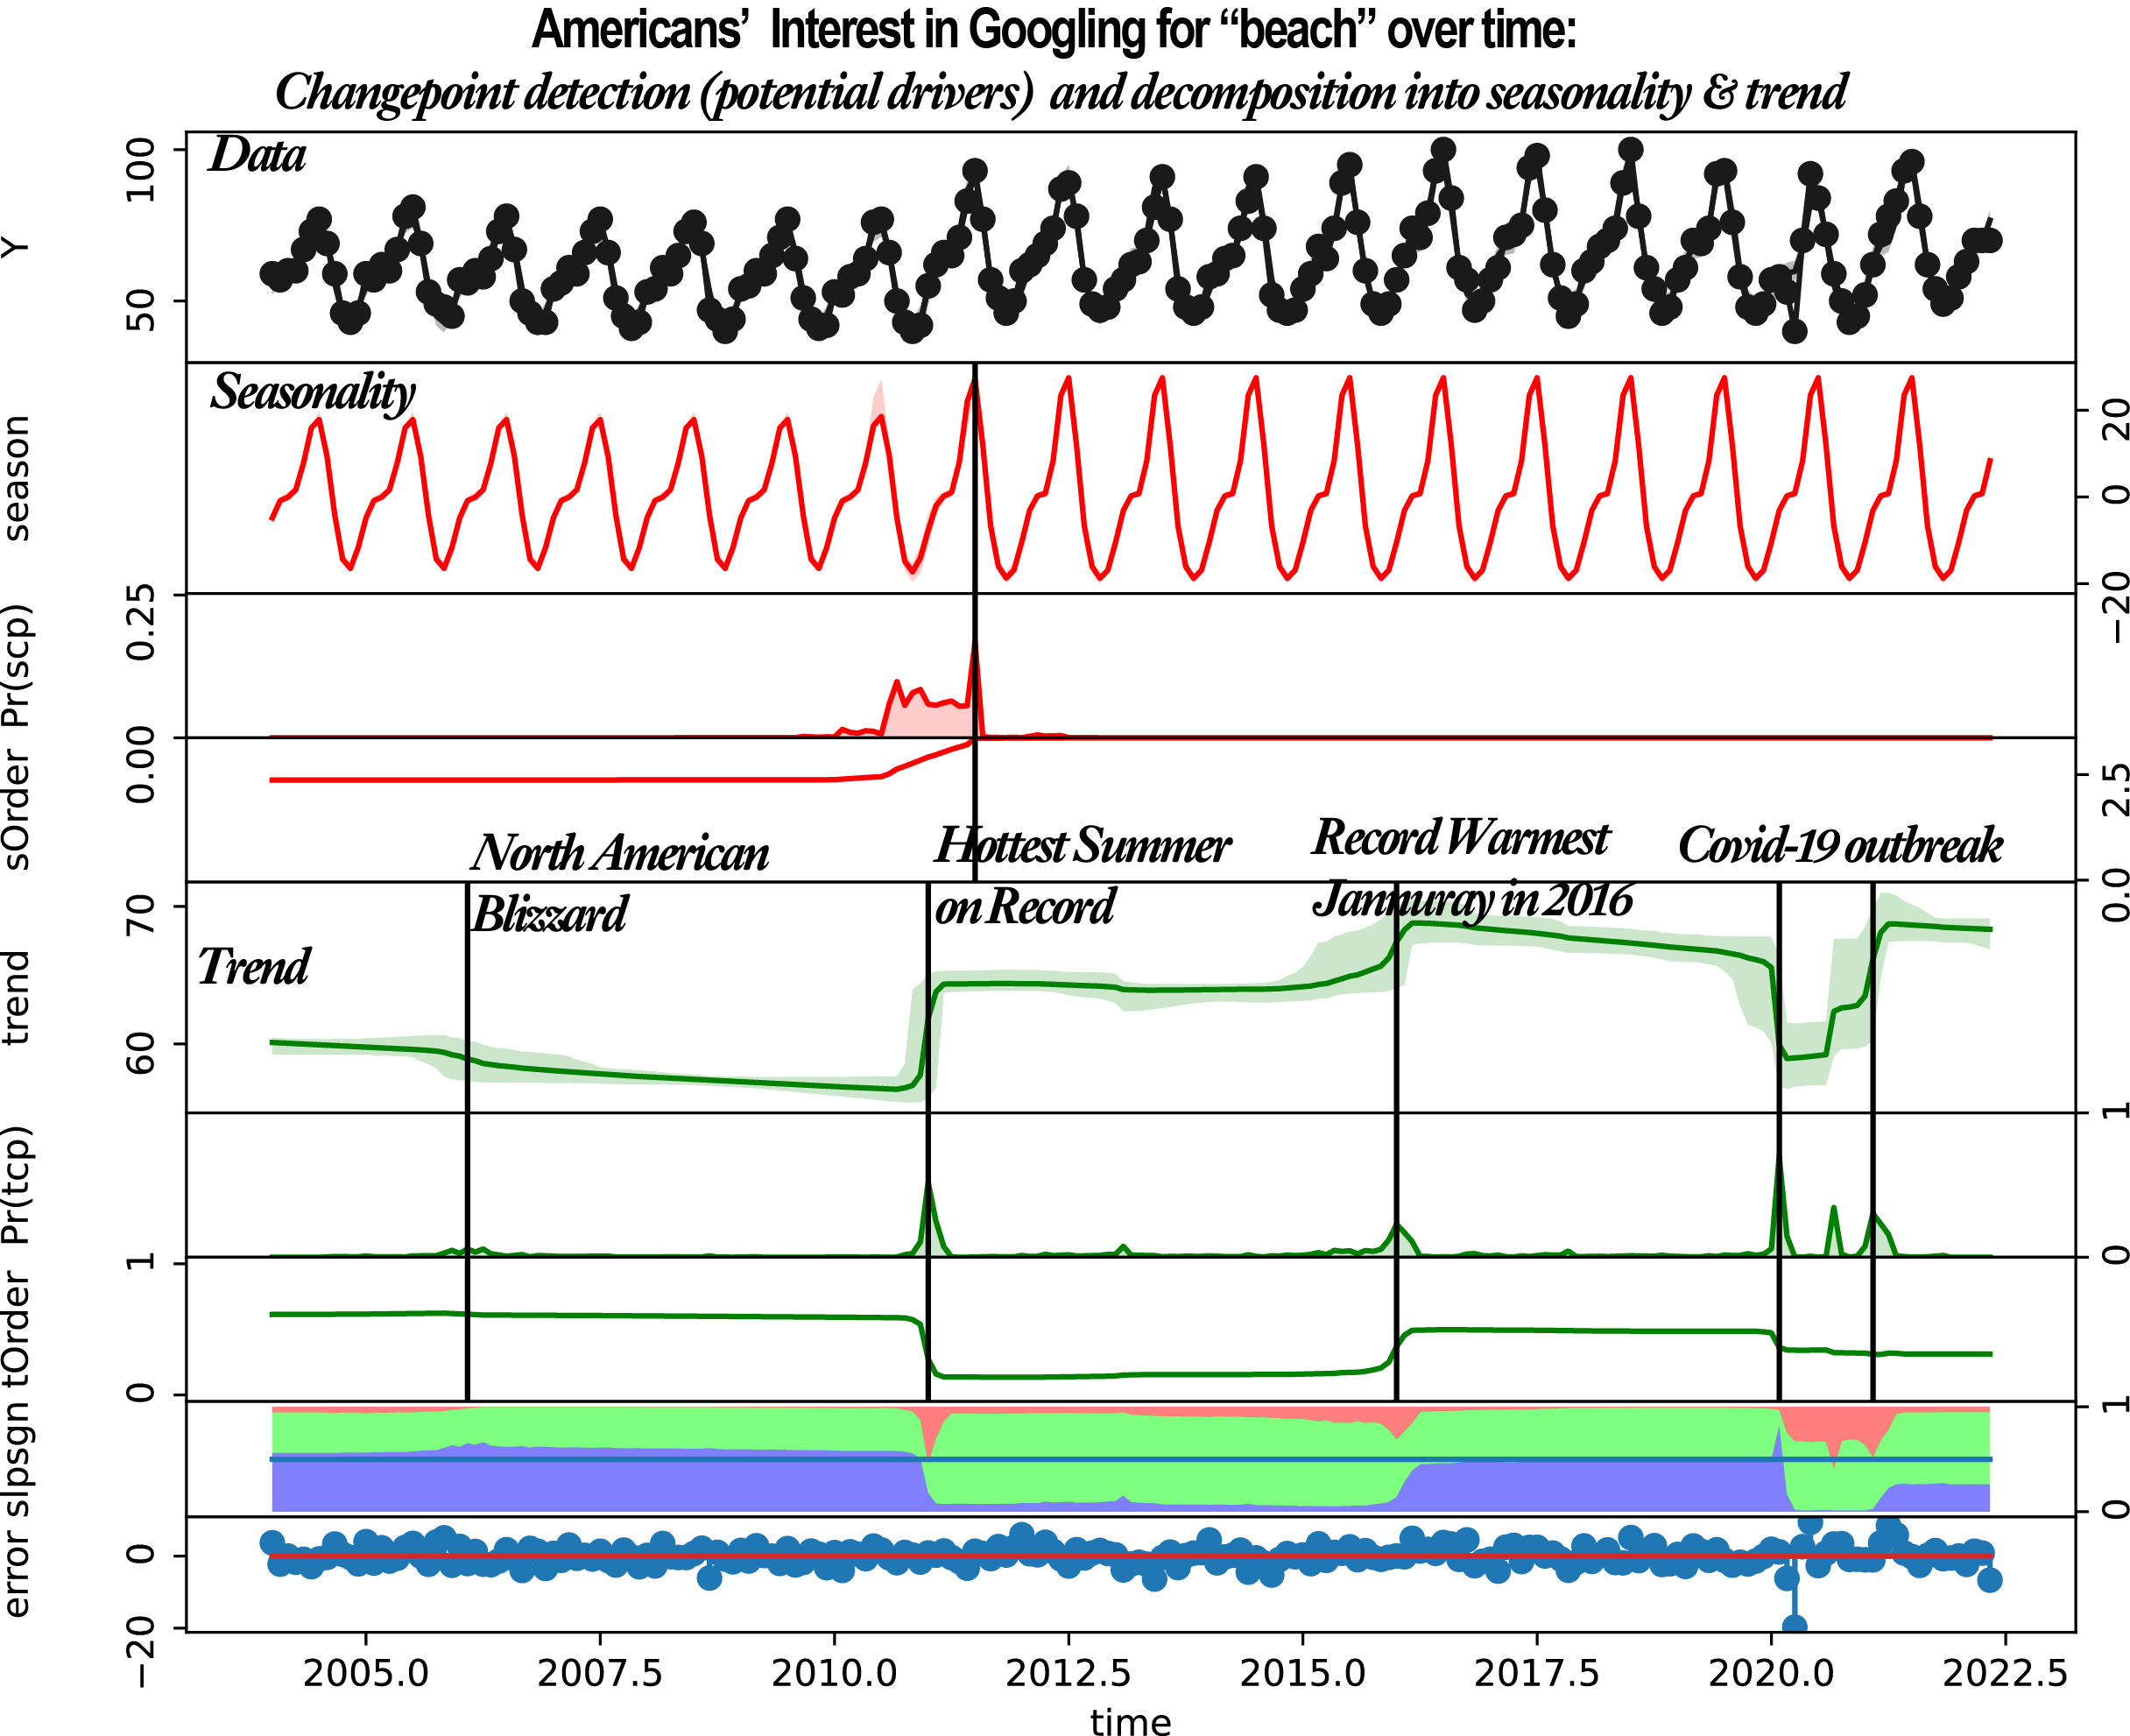 Americans’ Interest in Googling for “beach” over time:
Changepoint detection (potential drivers) and decomposition into seasonality & trend
Data
Y
100
50
Seasonality
season
20
0
−20
Pr(scp)
0.25
0.00
sOrder
2.5
0.0
North American
Blizzard
Hottest Summer
on Record
Record Warmest
Jannuray in 2016
Covid-19 outbreak
Trend
trend
70
60
Pr(tcp)
1
0
tOrder
1
0
slpsgn
1
0
error
0
−20
2005.0 2007.5 2010.0 2012.5 2015.0 2017.5 2020.0 2022.5
time